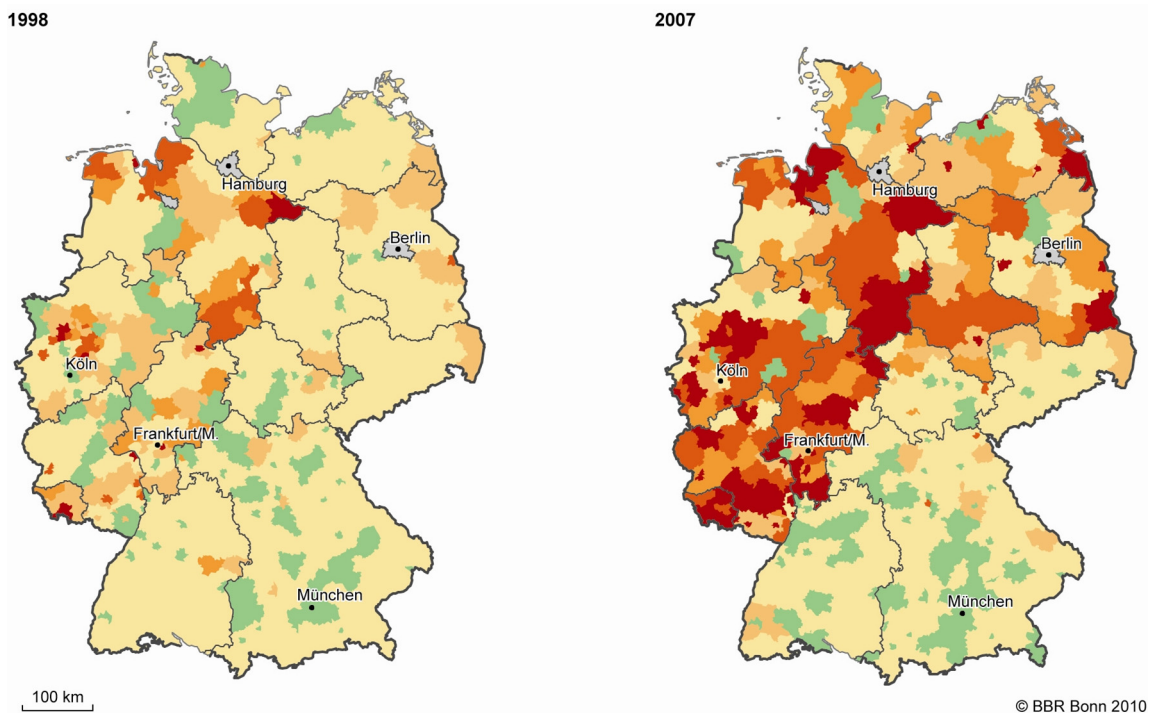 1998
2007
Hamburg
Berlin
Köln
Frankfurt/M.
München
Hamburg
Berlin
Köln
Frankfurt/M.
München
100 km
© BBR Bonn 2010